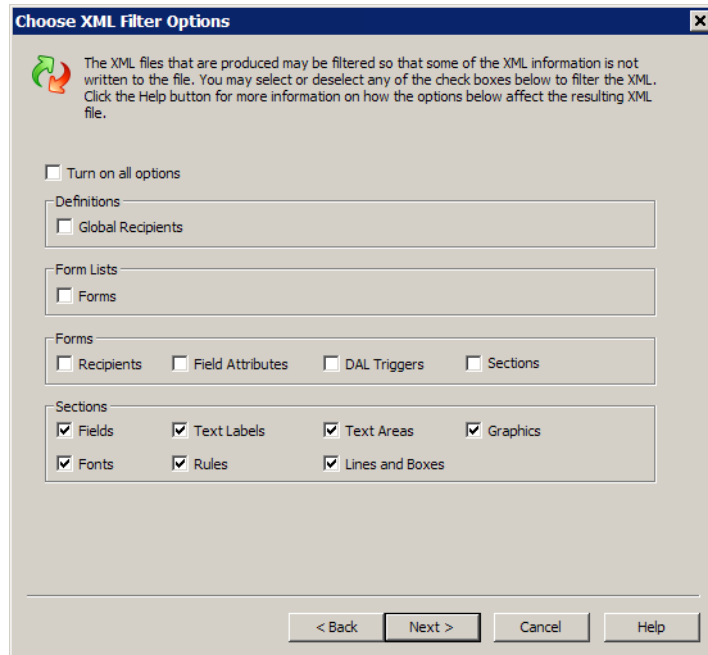 Choose XML Filter Options
The XML files that are produced may be filtered so that some of the XML information is not
written to the file. You may select or deselect any of the check boxes below to filter the XML.
Click the Help button for more information on how the options below affect the resulting XML
file.
Turn on all options
Definitions
Global Recipients
Form Lists
Forms
Forms
Recipients Field Attributes DAL Triggers Sections
Sections
Fields Text Labels Text Areas Graphics
Fonts Rules Lines and Boxes
< Back Next > Cancel Help